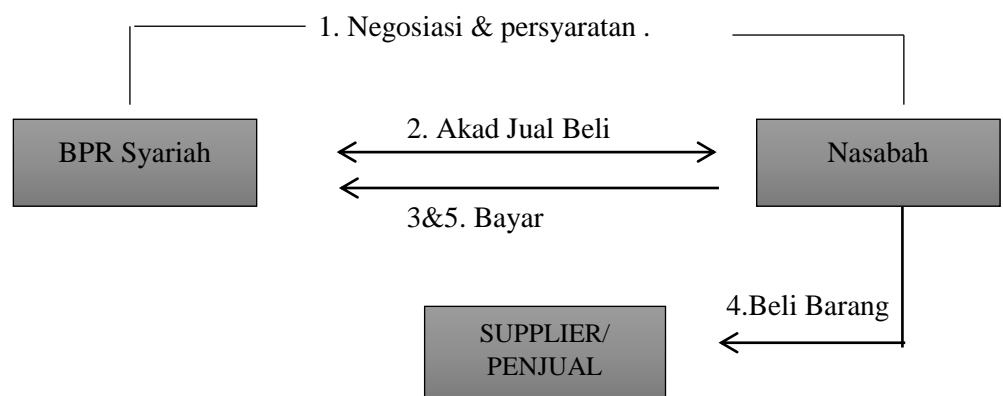 1. Negosiasi & persyaratan .
BPR Syariah
2. Akad Jual Beli
Nasabah
3&5. Bayar
4.Beli Barang
SUPPLIER/
PENJUAL